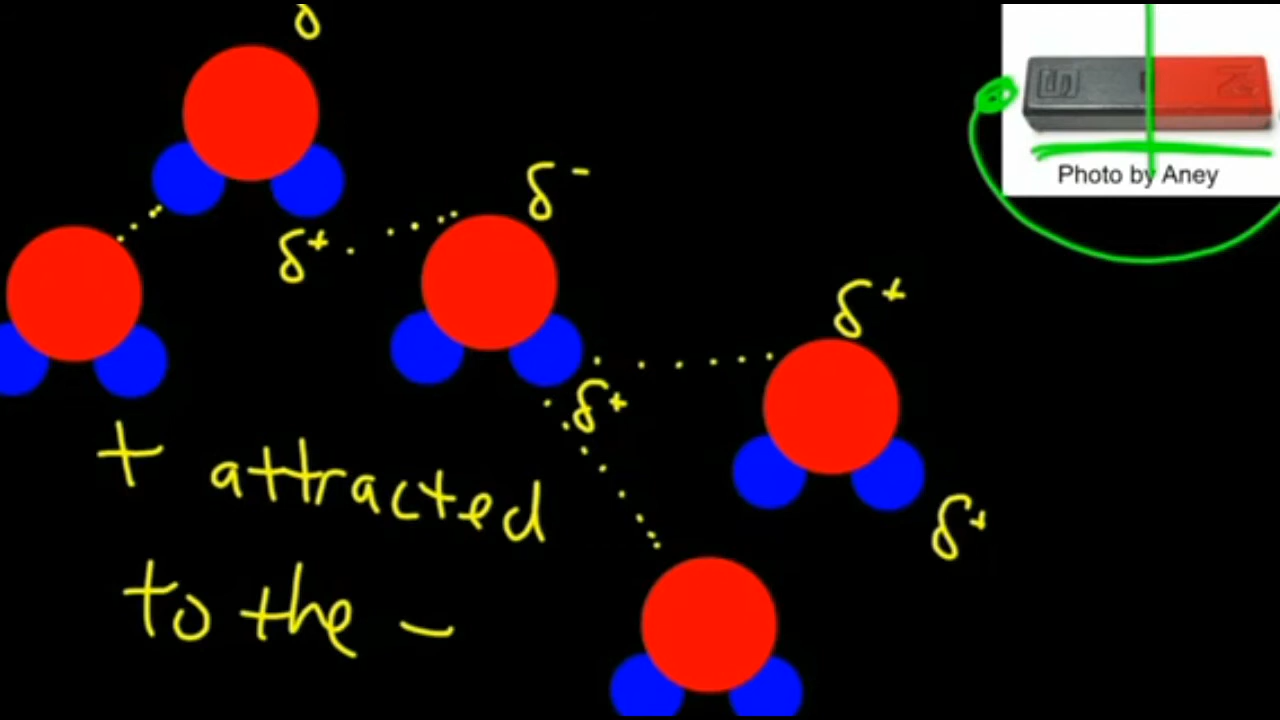 δ
δ⁻
δ⁺
δ⁺
δ⁺
δ⁺
+ attracted
to the –
S
N
Photo by Aney